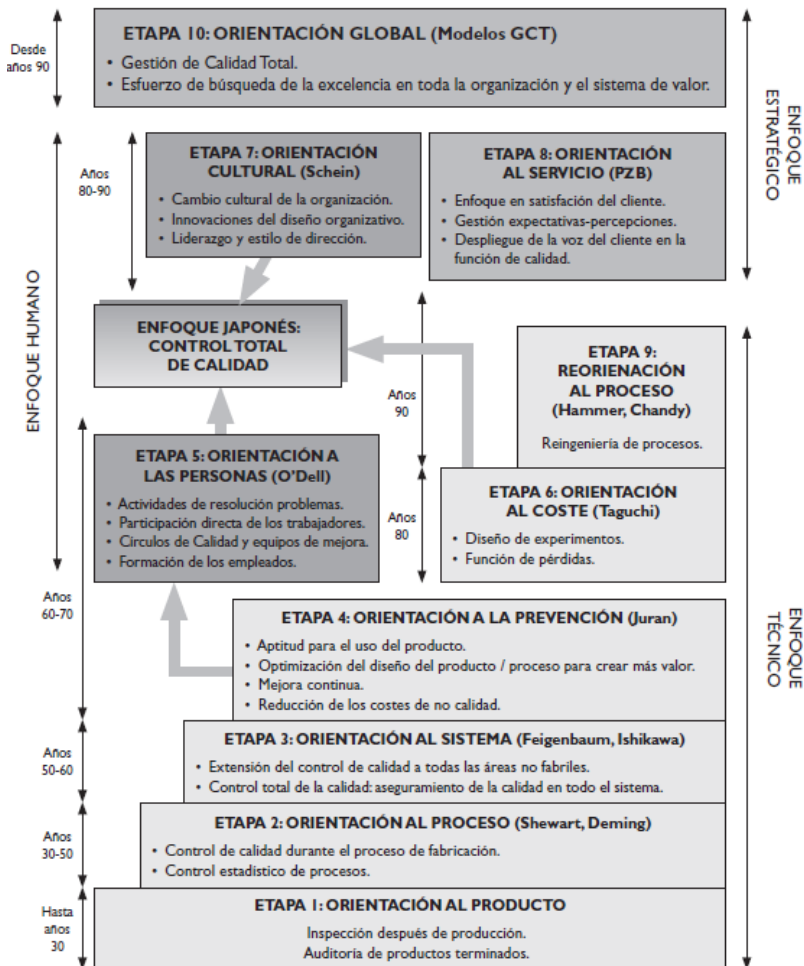 Desde
años 90
ETAPA 10: ORIENTACIÓN GLOBAL (Modelos GCT)
• Gestión de Calidad Total.
• Esfuerzo de búsqueda de la excelencia en toda la organización y el sistema de valor.
ENFOQUE
ESTRATÉGICO
ENFOQUE HUMANO
Años
80-90
ETAPA 7: ORIENTACIÓN
CULTURAL (Schein)
• Cambio cultural de la organización.
• Innovaciones del diseño organizativo.
• Liderazgo y estilo de dirección.
ETAPA 8: ORIENTACIÓN
AL SERVICIO (PZB)
• Enfoque en satisfacción del cliente.
• Gestión expectativas-percepciones.
• Despliegue de la voz del cliente en la
función de calidad.
ENFOQUE JAPONÉS:
CONTROL TOTAL
DE CALIDAD
Años
90
ETAPA 9:
REORIENACIÓN
AL PROCESO
(Hammer, Chandy)
Reingeniería de procesos.
ETAPA 5: ORIENTACIÓN A
LAS PERSONAS (O'Dell)
• Actividades de resolución problemas.
• Participación directa de los trabajadores.
• Círculos de Calidad y equipos de mejora.
• Formación de los empleados.
Años
80
ETAPA 6: ORIENTACIÓN
AL COSTE (Taguchi)
• Diseño de experimentos.
• Función de pérdidas.
Años
60-70
ETAPA 4: ORIENTACIÓN A LA PREVENCIÓN (Juran)
• Aptitud para el uso del producto.
• Optimización del diseño del producto / proceso para crear más valor.
• Mejora continua.
• Reducción de los costes de no calidad.
ENFOQUE
TÉCNICO
Años
50-60
ETAPA 3: ORIENTACIÓN AL SISTEMA (Feigenbaum, Ishikawa)
• Extensión del control de calidad a todas las áreas no fabriles.
• Control total de la calidad: aseguramiento de la calidad en todo el sistema.
Años
30-50
ETAPA 2: ORIENTACIÓN AL PROCESO (Shewart, Deming)
• Control de calidad durante el proceso de fabricación.
• Control estadístico de procesos.
Hasta
años
30
ETAPA 1: ORIENTACIÓN AL PRODUCTO
Inspección después de producción.
Auditoría de productos terminados.